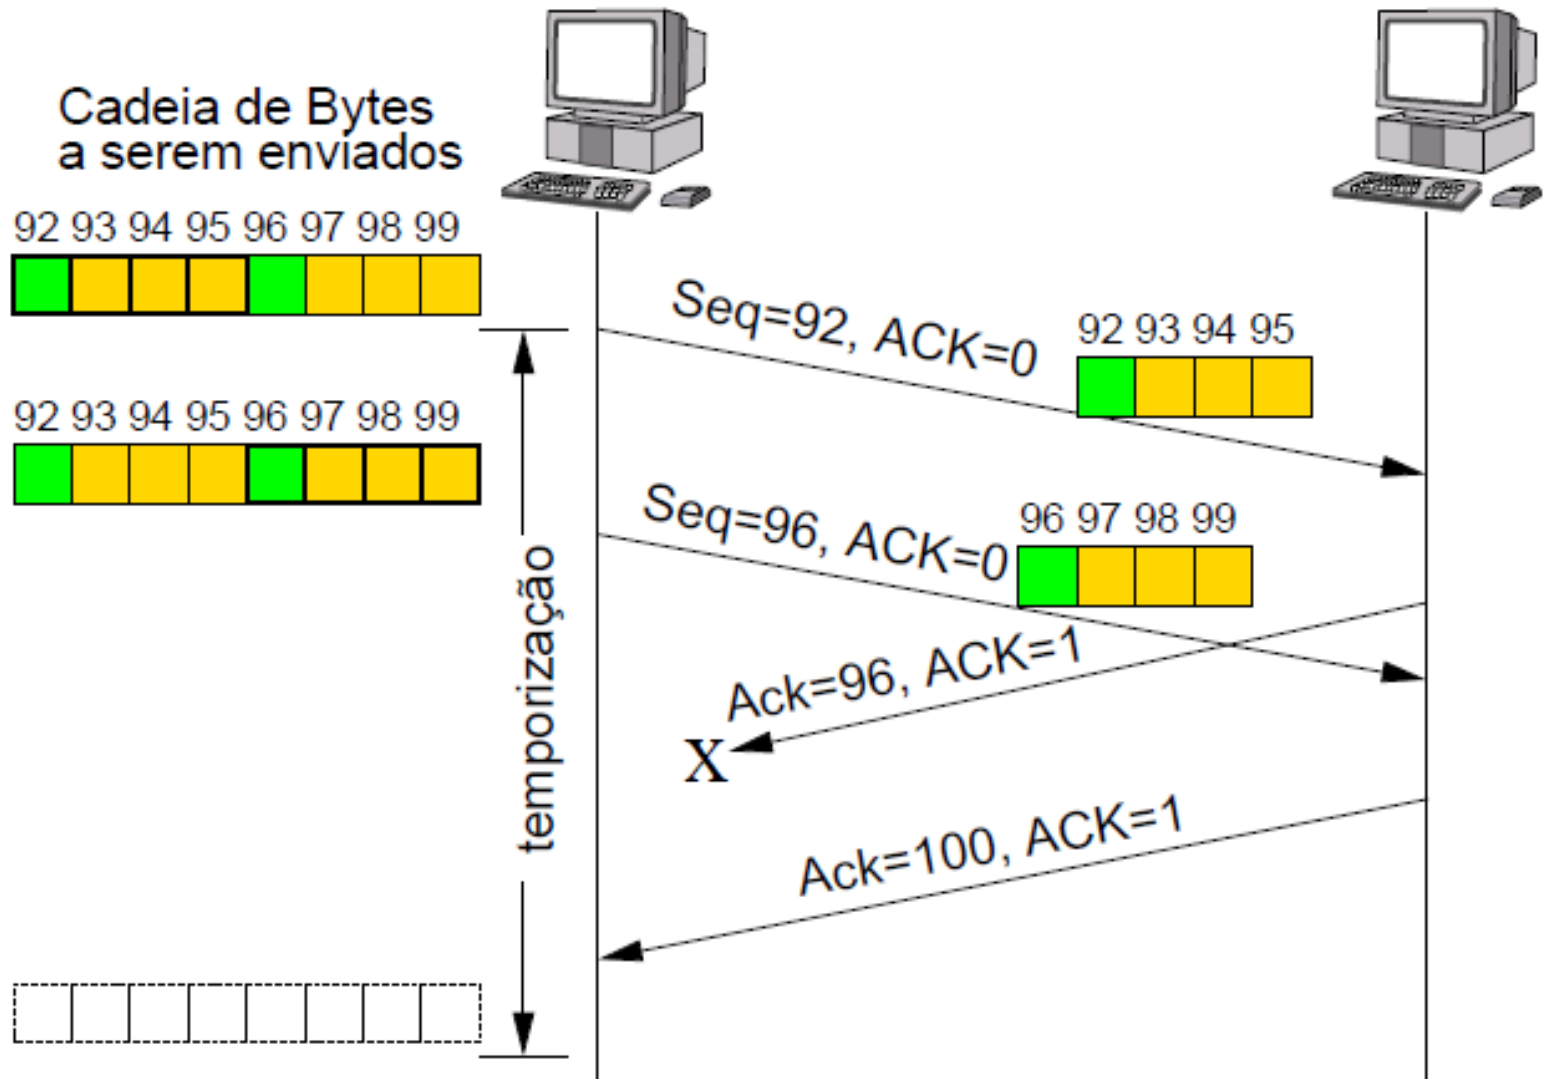 Cadeia de Bytes
a serem enviados
92 93 94 95 96 97 98 99
Seq=92, ACK=0
92 93 94 95
92 93 94 95 96 97 98 99
Seq=96, ACK=0
96 97 98 99
temporização
Ack=96, ACK=1
X
Ack=100, ACK=1